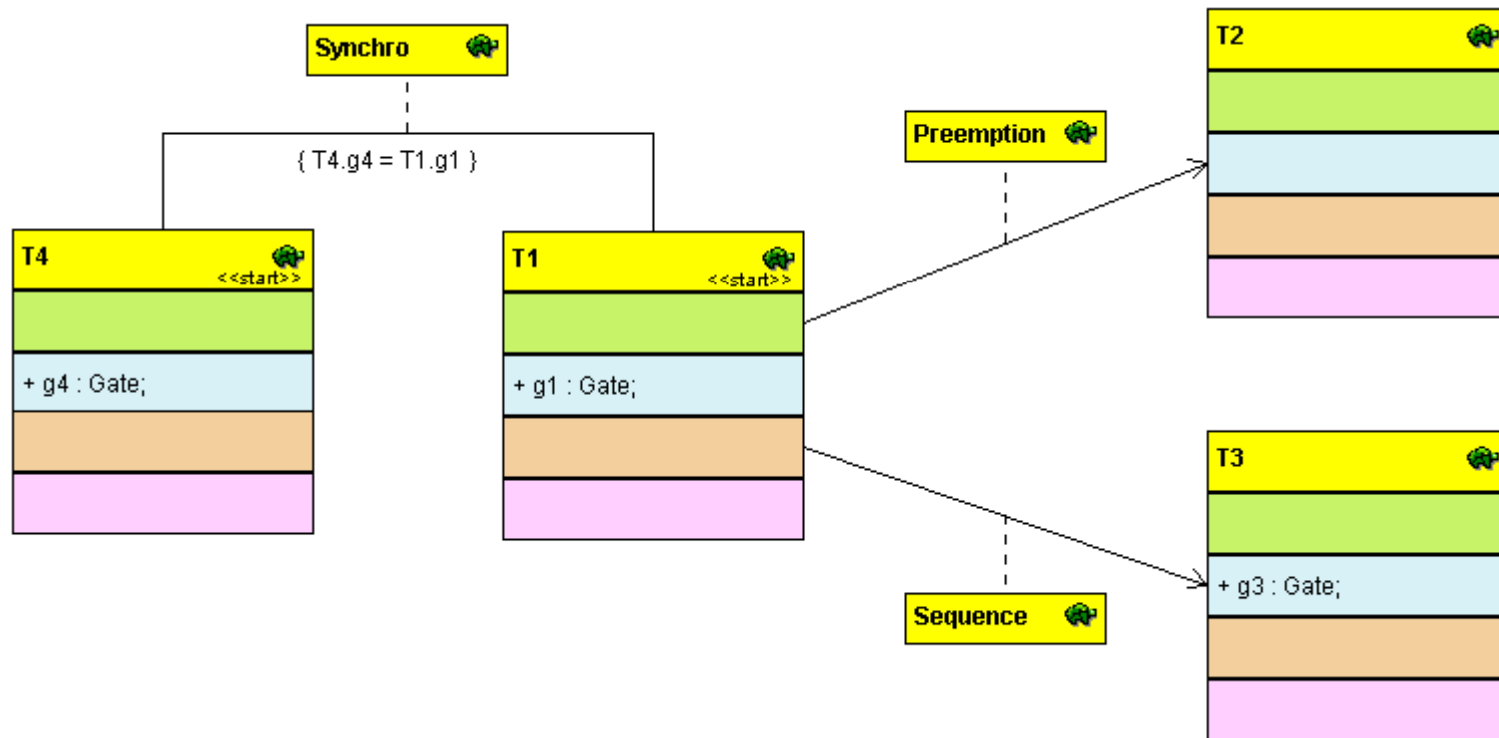 Synchro
{ T4.g4 = T1.g1 }
T4
<<start>>
+ g4 : Gate;
T1
<<start>>
+ g1 : Gate;
Preemption
T2
Sequence
T3
+ g3 : Gate;